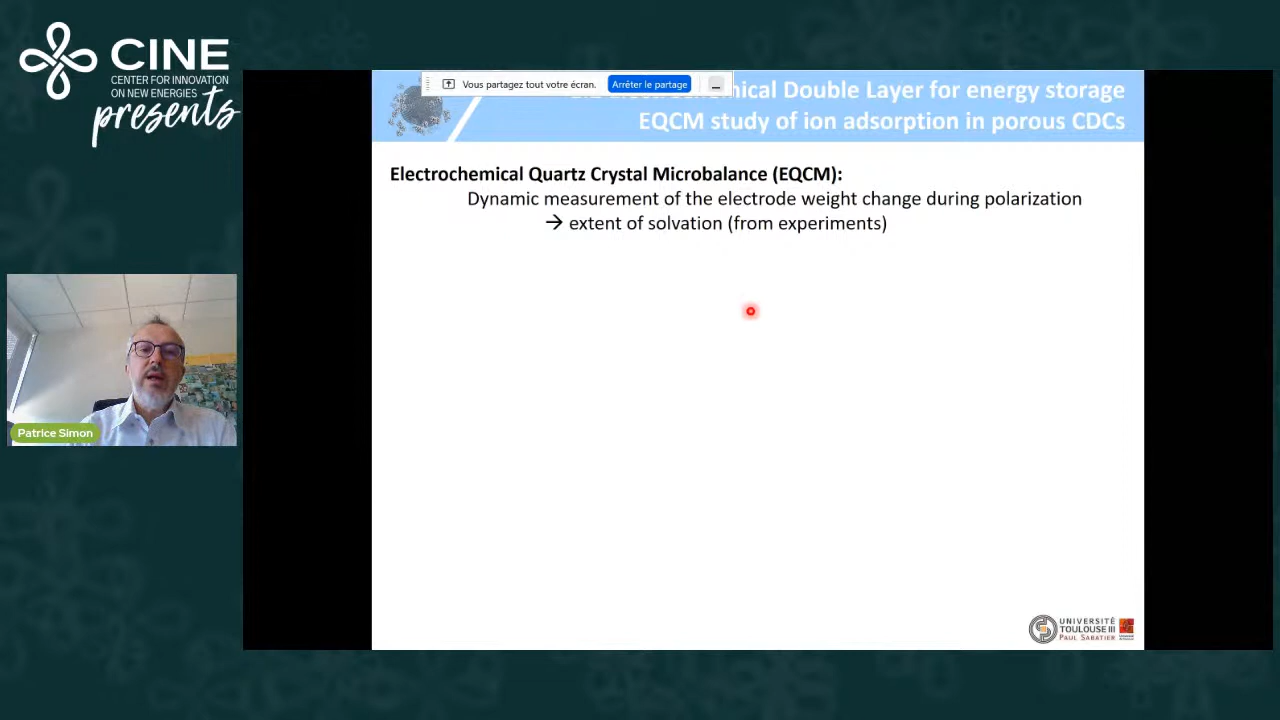 CINE
CENTER FOR INNOVATION
ON NEW ENERGIES
presents
Vous partagez tout votre écran. Arrêter le partage
Double Layer for energy storage
EQCM study of ion adsorption in porous CDCs
Electrochemical Quartz Crystal Microbalance (EQCM):
Dynamic measurement of the electrode weight change during polarization
→ extent of solvation (from experiments)
Patrice Simon
UNIVERSITÉ
TOULOUSE III
PAUL SABATIER